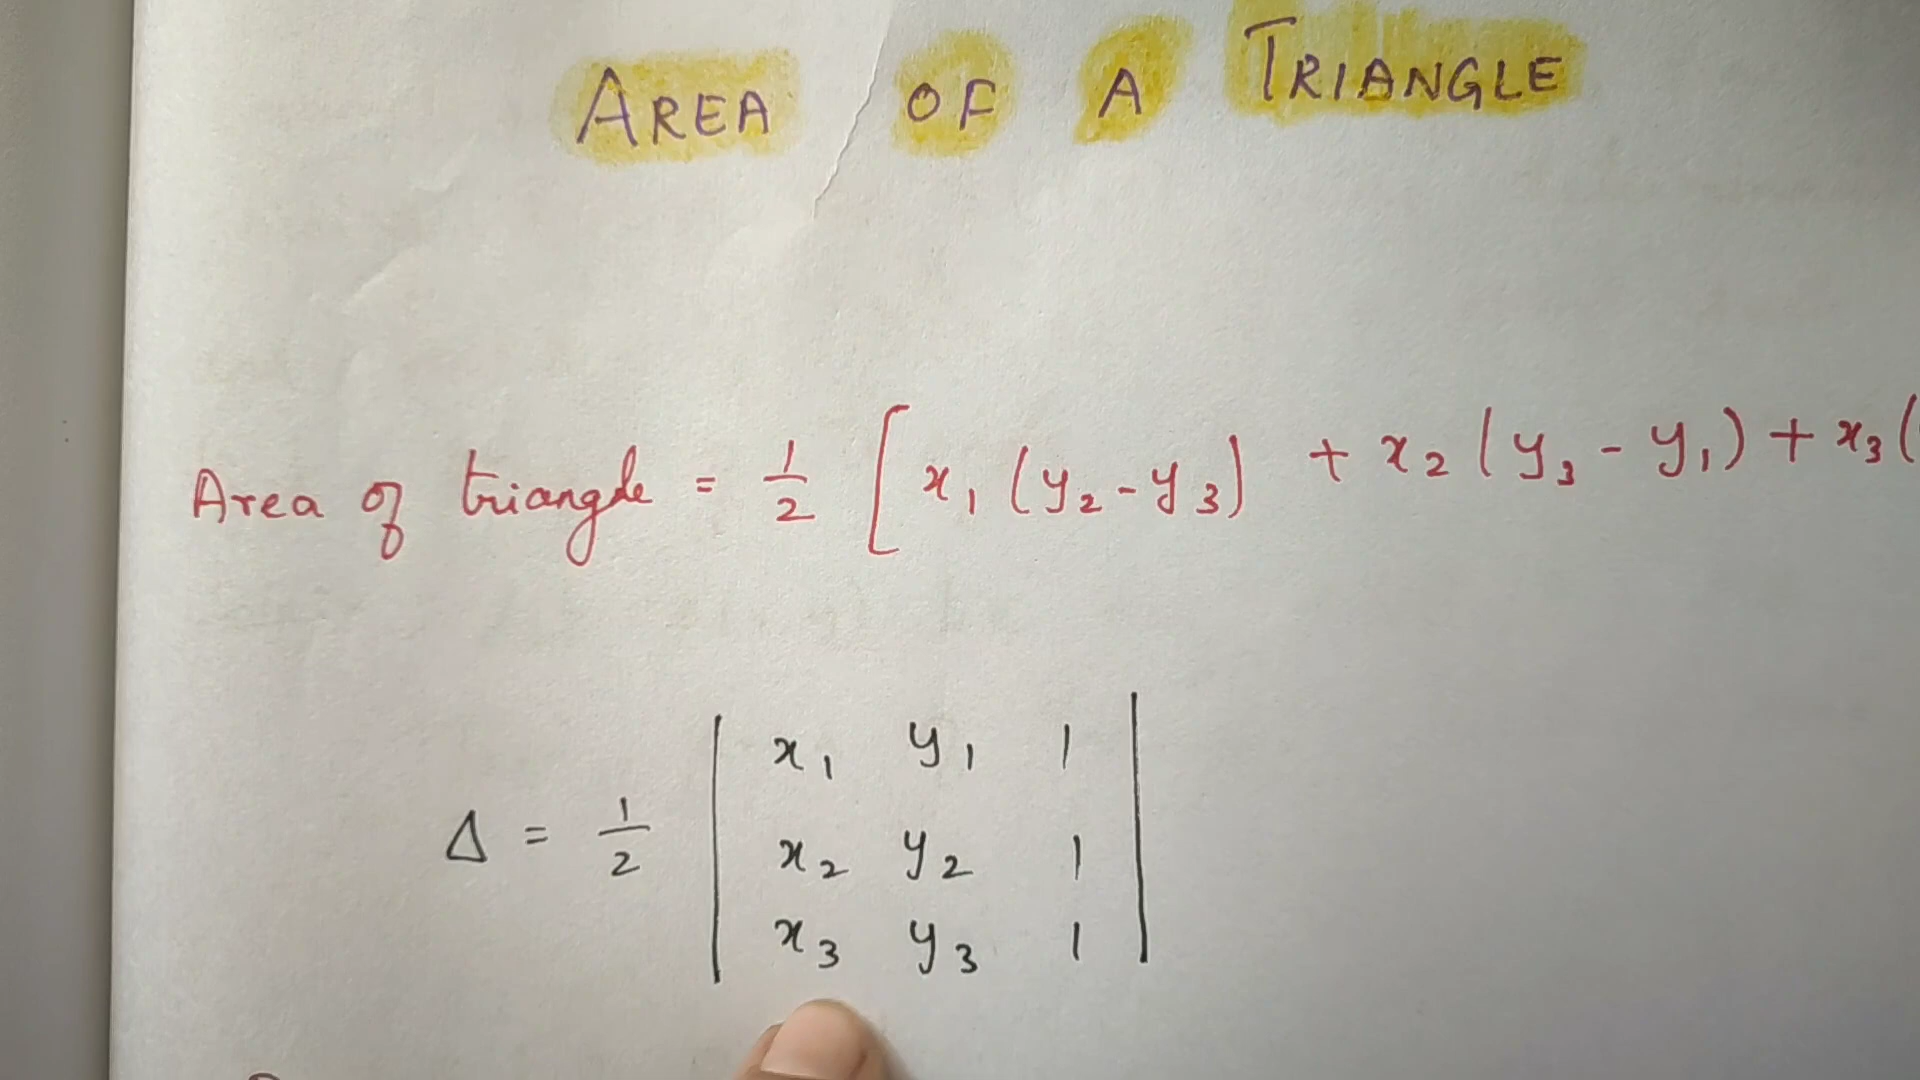 AREA OF A TRIANGLE
Area of triangle = 1/2 [ x₁ (y₂-y₃) + x₂ (y₃ - y₁) + x₃ (
Δ = 1/2 | x₁ y₁ 1 |
| x₂ y₂ 1 |
| x₃ y₃ 1 |